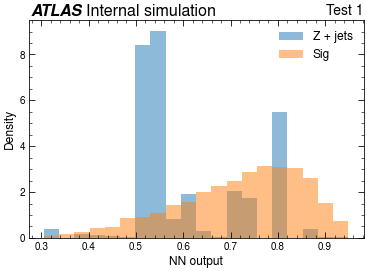 ATLAS Internal simulation Test 1
Z + jets
Sig
Density
8
6
4
2
0
0.3 0.4 0.5 0.6 0.7 0.8 0.9
NN output